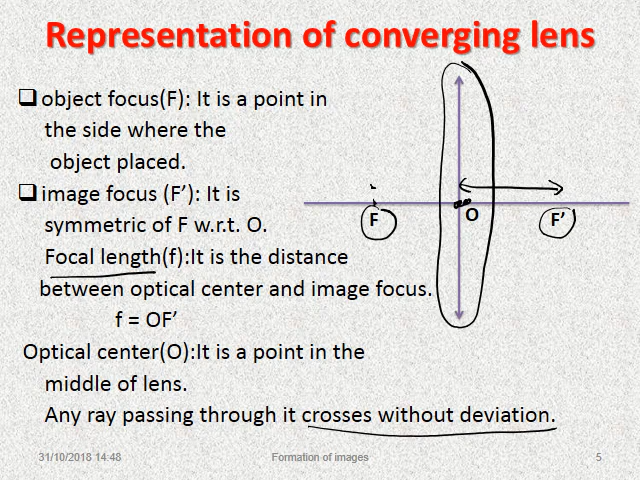 Representation of converging lens
❑ object focus(F): It is a point in
the side where the
object placed.
❑ image focus (F’): It is
symmetric of F w.r.t. O.
Focal length(f):It is the distance
between optical center and image focus.
f = OF’
Optical center(O):It is a point in the
middle of lens.
Any ray passing through it crosses without deviation.
F
O
F’
31/10/2018 14:48
Formation of images
5